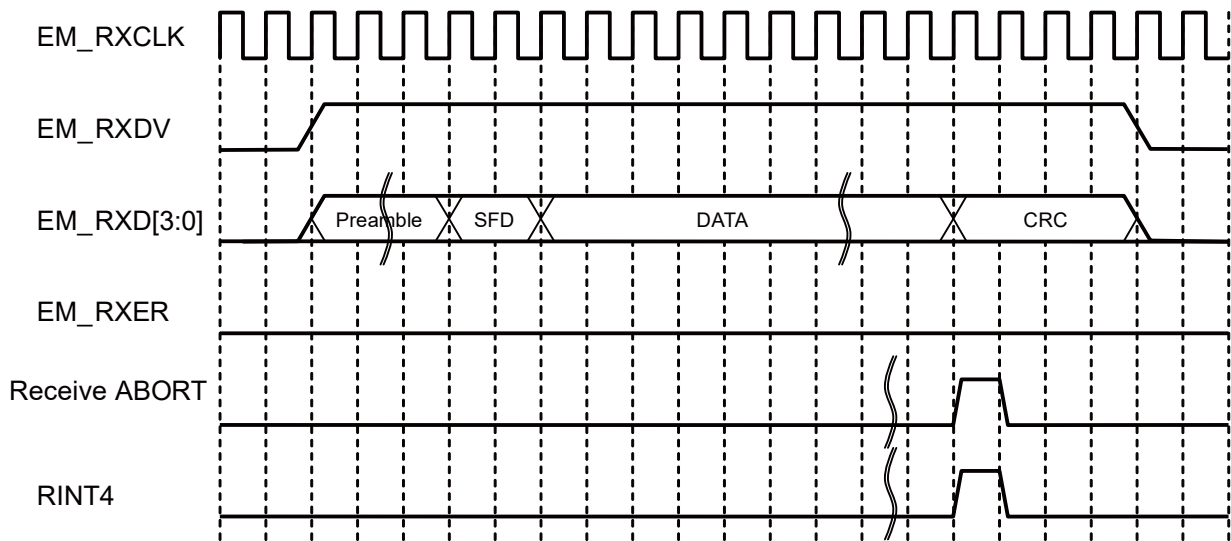 EM_RXCLK
EM_RXDV
EM_RXD[3:0]
Preamble SFD DATA CRC
EM_RXER
Receive ABORT
RINT4